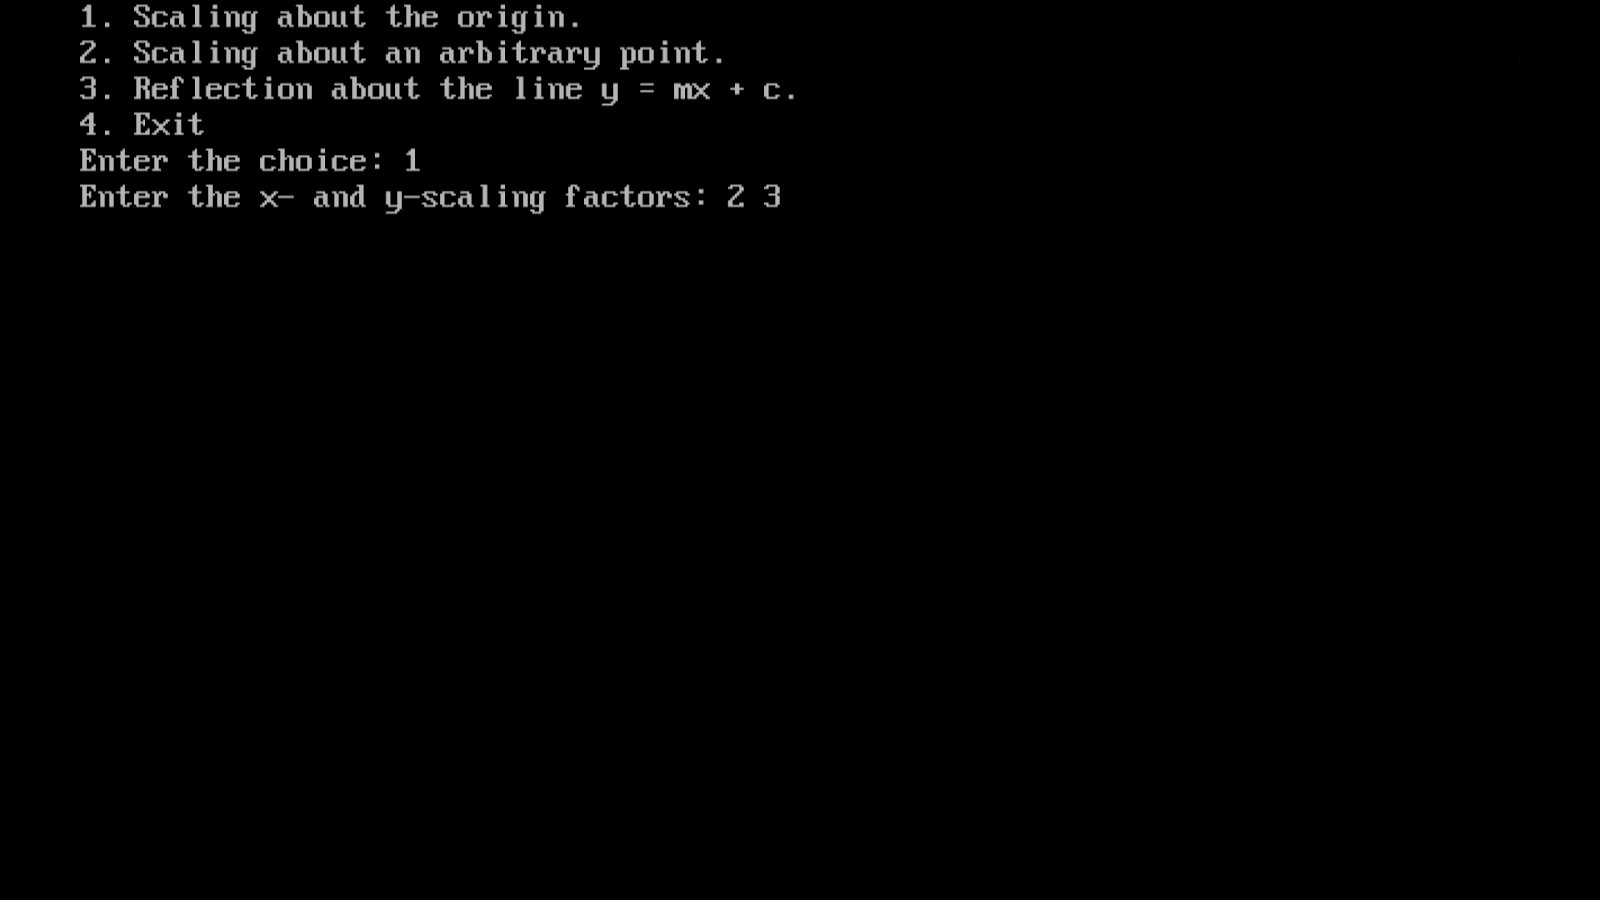 1. Scaling about the origin.
2. Scaling about an arbitrary point.
3. Reflection about the line y = mx + c.
4. Exit
Enter the choice: 1
Enter the x- and y-scaling factors: 2 3